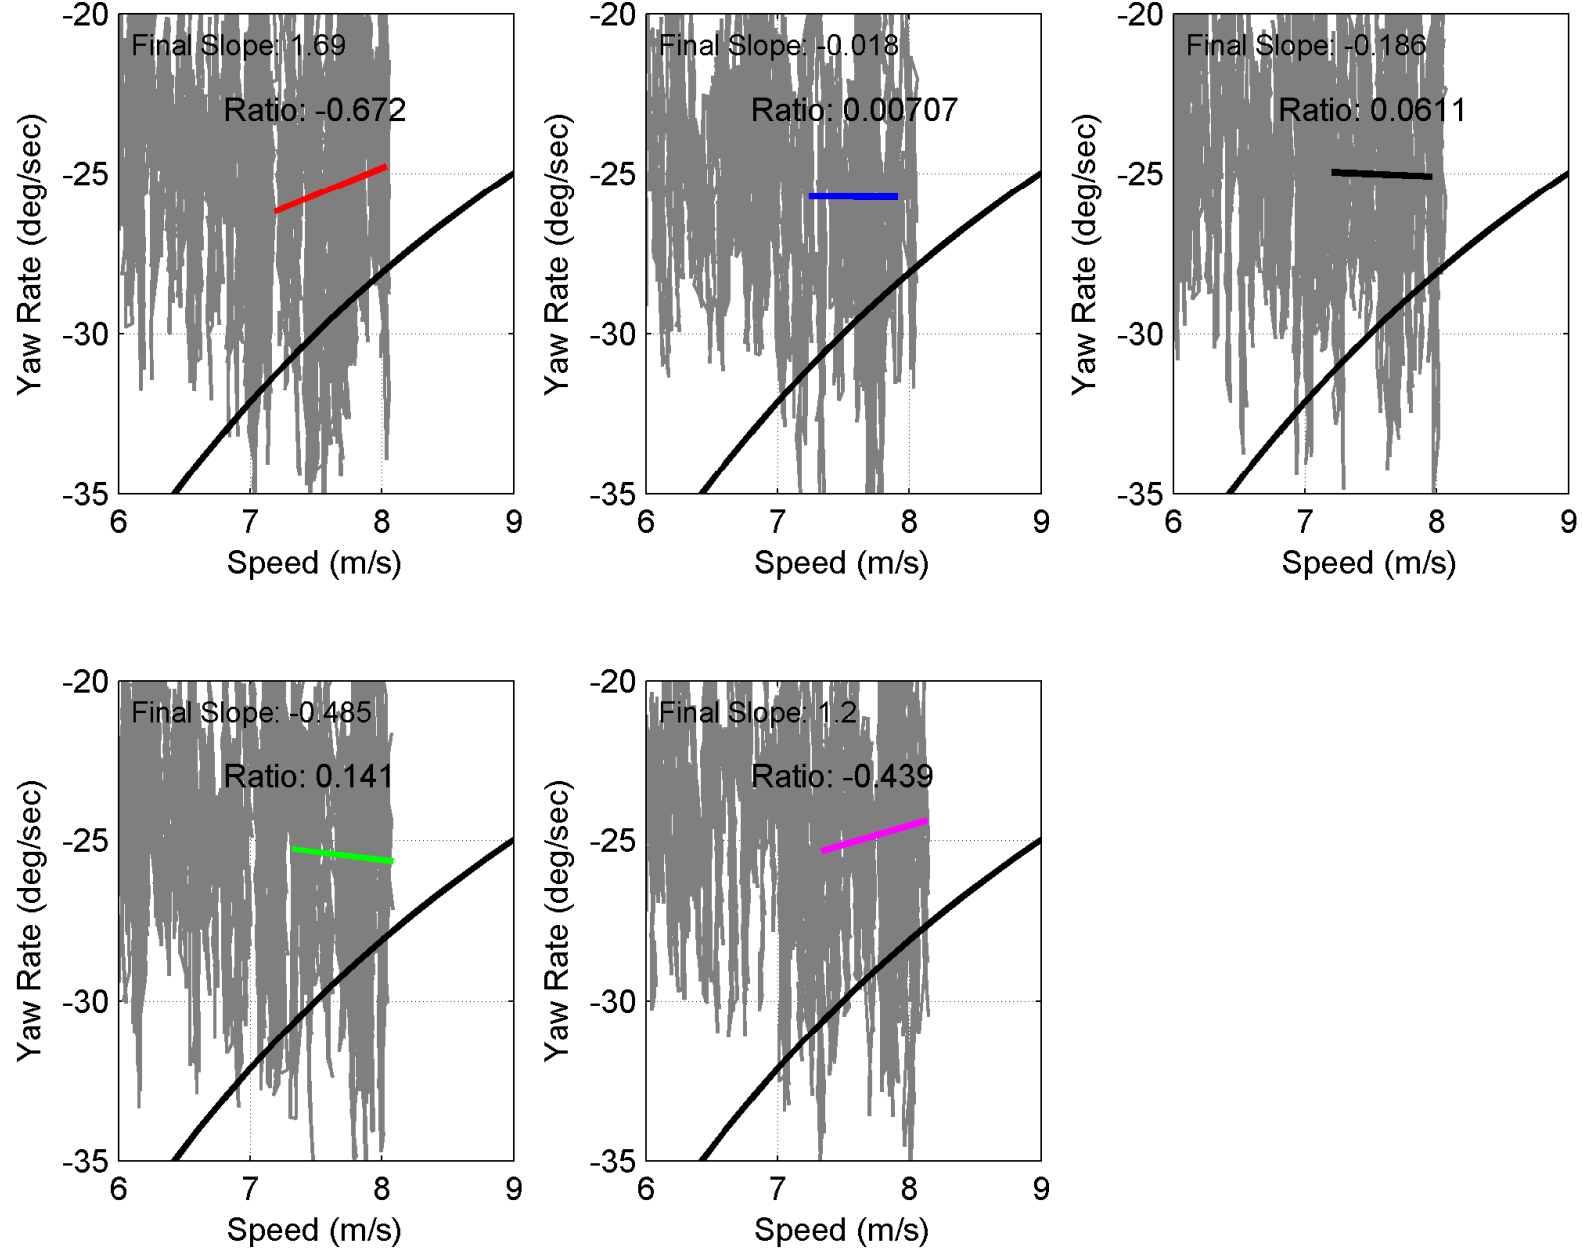 -20
-25
-30
-35
Yaw Rate (deg/sec)
Final Slope: 1.69
Ratio: -0.672
6 7 8 9
Speed (m/s)
-20
-25
-30
-35
Yaw Rate (deg/sec)
Final Slope: -0.018
Ratio: 0.00707
6 7 8 9
Speed (m/s)
-20
-25
-30
-35
Yaw Rate (deg/sec)
Final Slope: -0.186
Ratio: 0.0611
6 7 8 9
Speed (m/s)
-20
-25
-30
-35
Yaw Rate (deg/sec)
Final Slope: -0.485
Ratio: 0.141
6 7 8 9
Speed (m/s)
-20
-25
-30
-35
Yaw Rate (deg/sec)
Final Slope: 1.2
Ratio: -0.439
6 7 8 9
Speed (m/s)